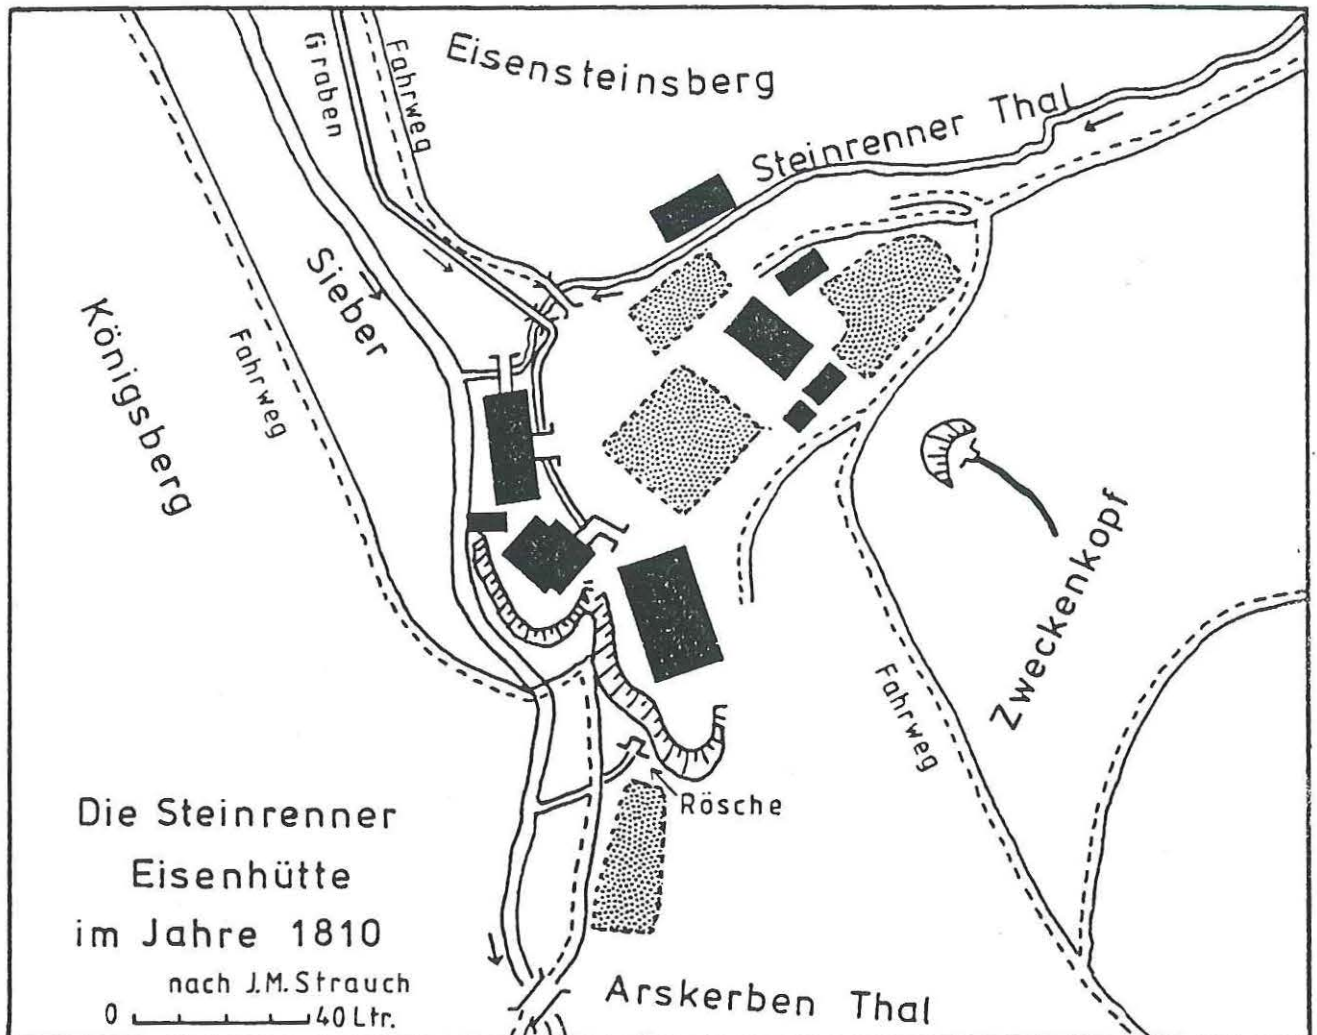 Eisensteinsberg
Graben
Fahrweg
Steinrenner Thal
Sieber
Königsberg
Fahrweg
Zweckenkopf
Fahrweg
Rösche
Die Steinrenner
Eisenhütte
im Jahre 1810
nach J.M. Strauch
0 40 Ltr.
Arskerben Thal